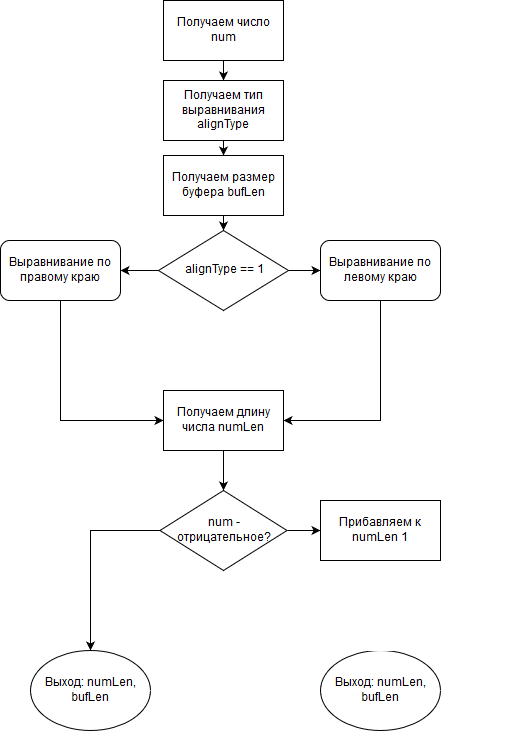 Получаем число
num
Получаем тип
выравнивания
alignType
Получаем размер
буфера bufLen
alignType == 1
Выравнивание по
правому краю
Выравнивание по
левому краю
Получаем длину
числа numLen
num -
отрицательное?
Прибавляем к
numLen 1
Выход: numLen,
bufLen
Выход: numLen,
bufLen